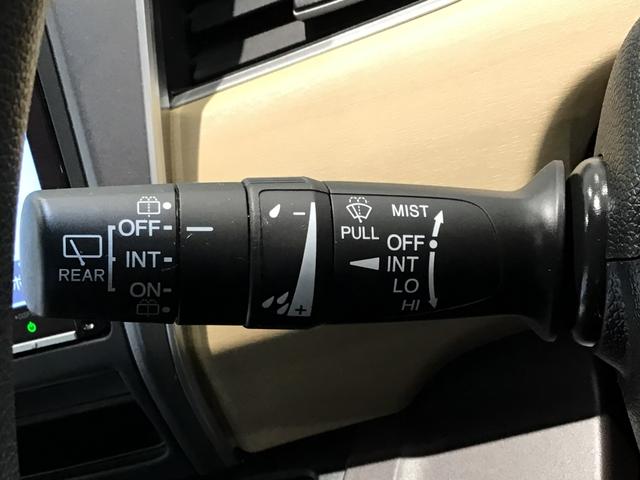 REAR
OFF
INT
ON
−
+
PULL
MIST
OFF
INT
LO
HI